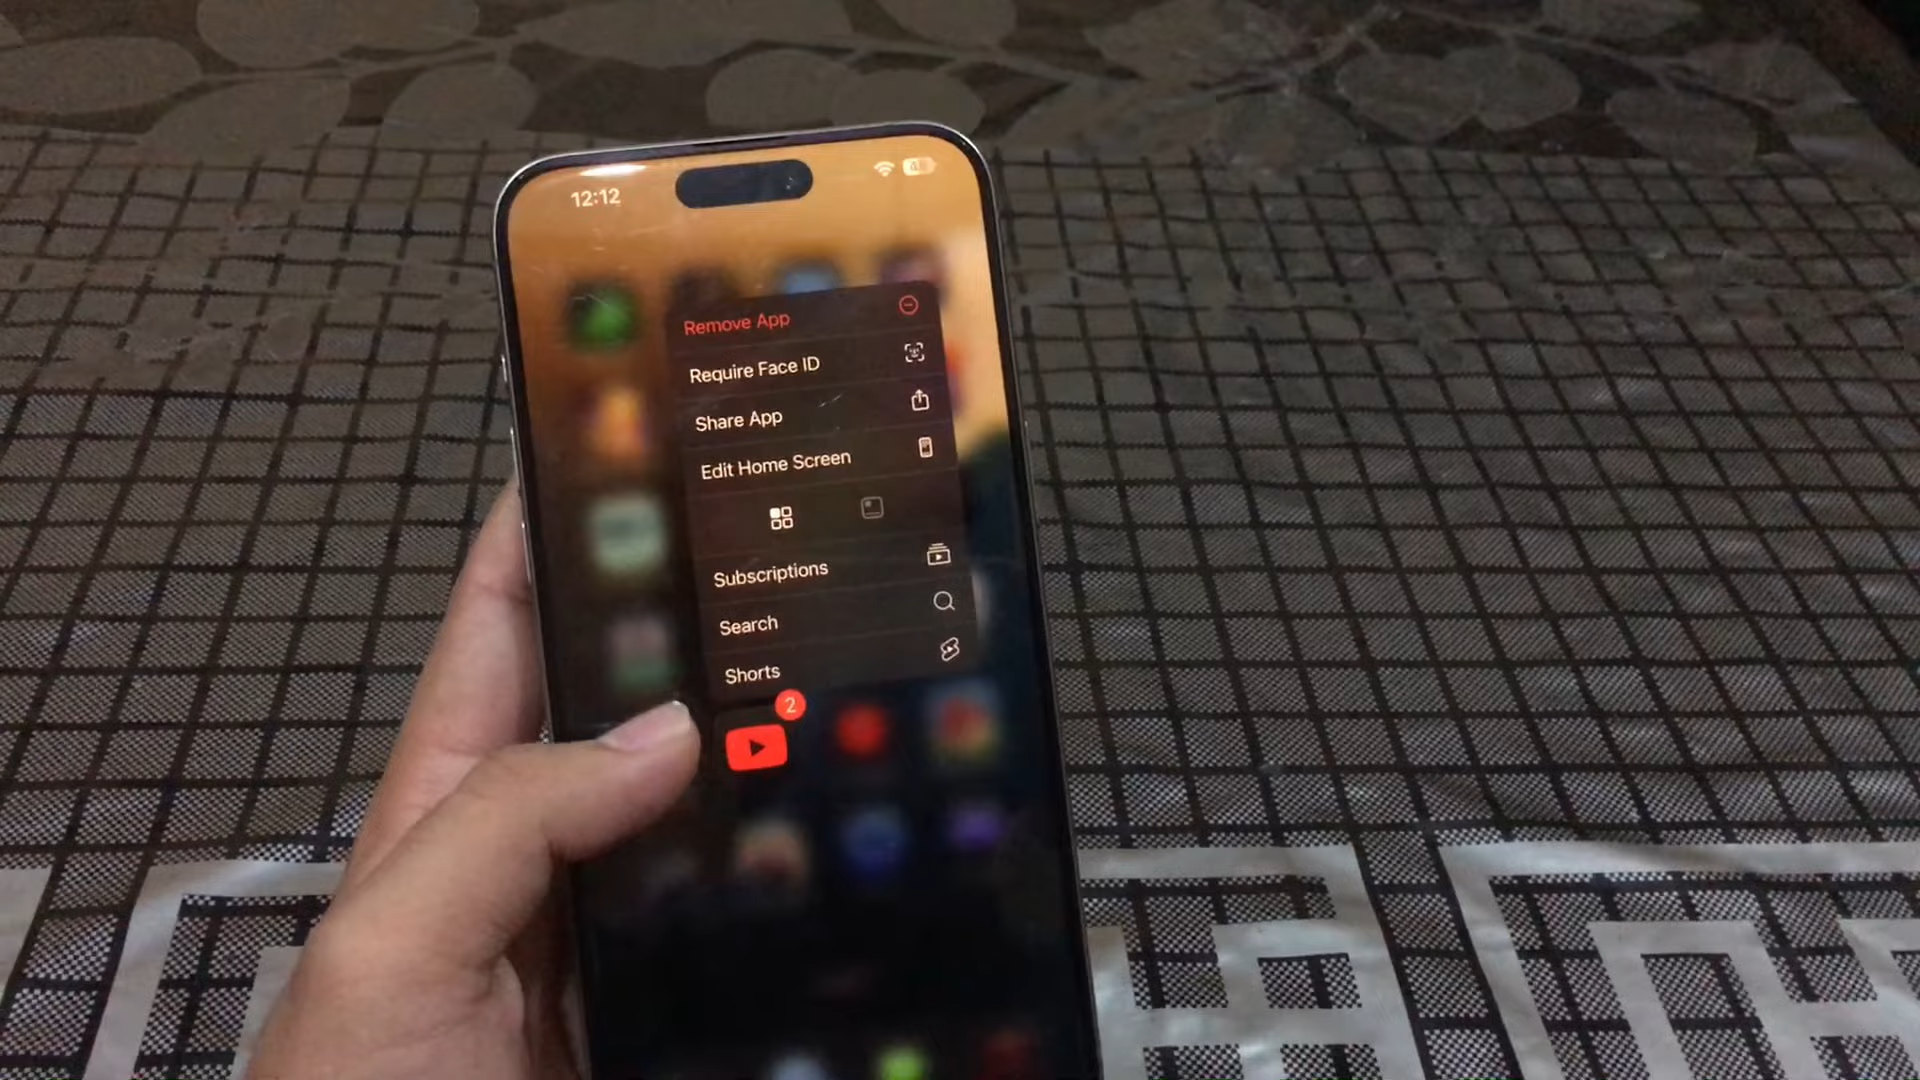 12:12
Remove App
Require Face ID
Share App
Edit Home Screen
Subscriptions
Search
Shorts
2